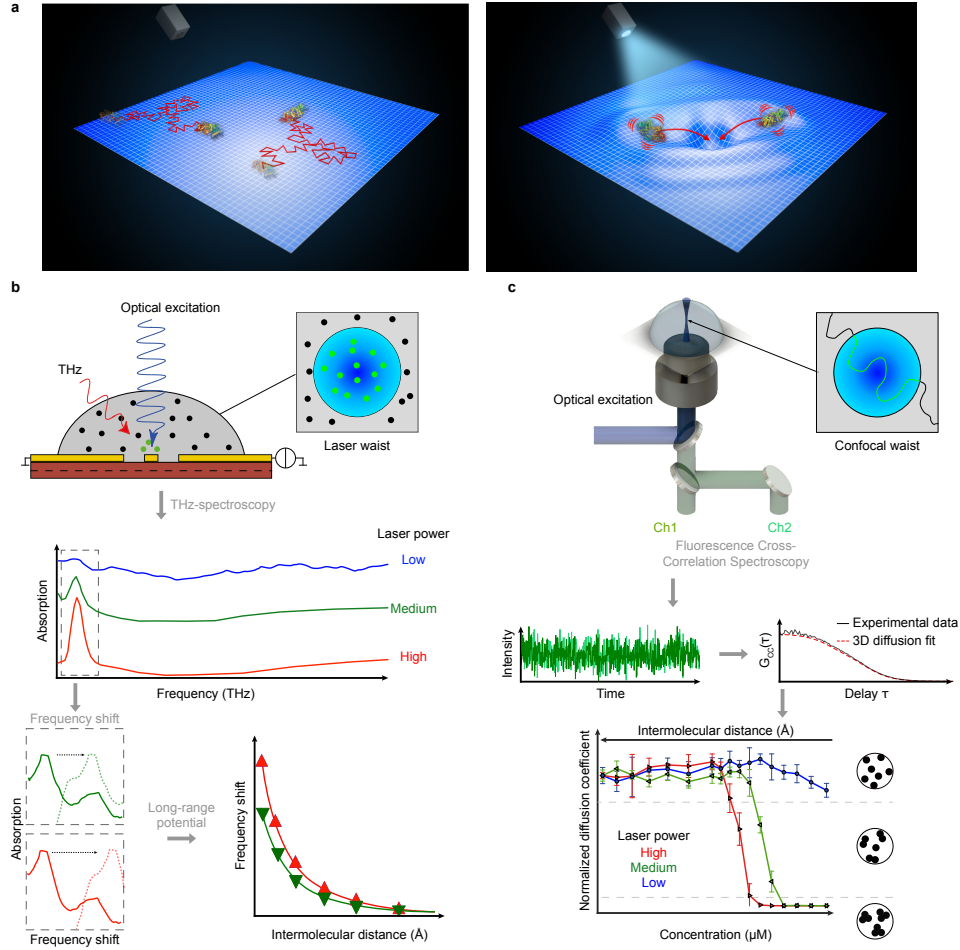 a
b
Optical excitation
THz
Laser waist
THz-spectroscopy
Laser power
Low
Medium
High
Absorption
Frequency (THz)
Frequency shift
Absorption
Frequency shift
Long-range
potential
Frequency shift
Intermolecular distance (Å)
c
Optical excitation
Confocal waist
Ch1
Ch2
Fluorescence Cross-
Correlation Spectroscopy
Intensity
Time
G_CC(τ)
Experimental data
3D diffusion fit
Delay τ
Intermolecular distance (Å)
Normalized diffusion coefficient
Laser power
High
Medium
Low
Concentration (µM)